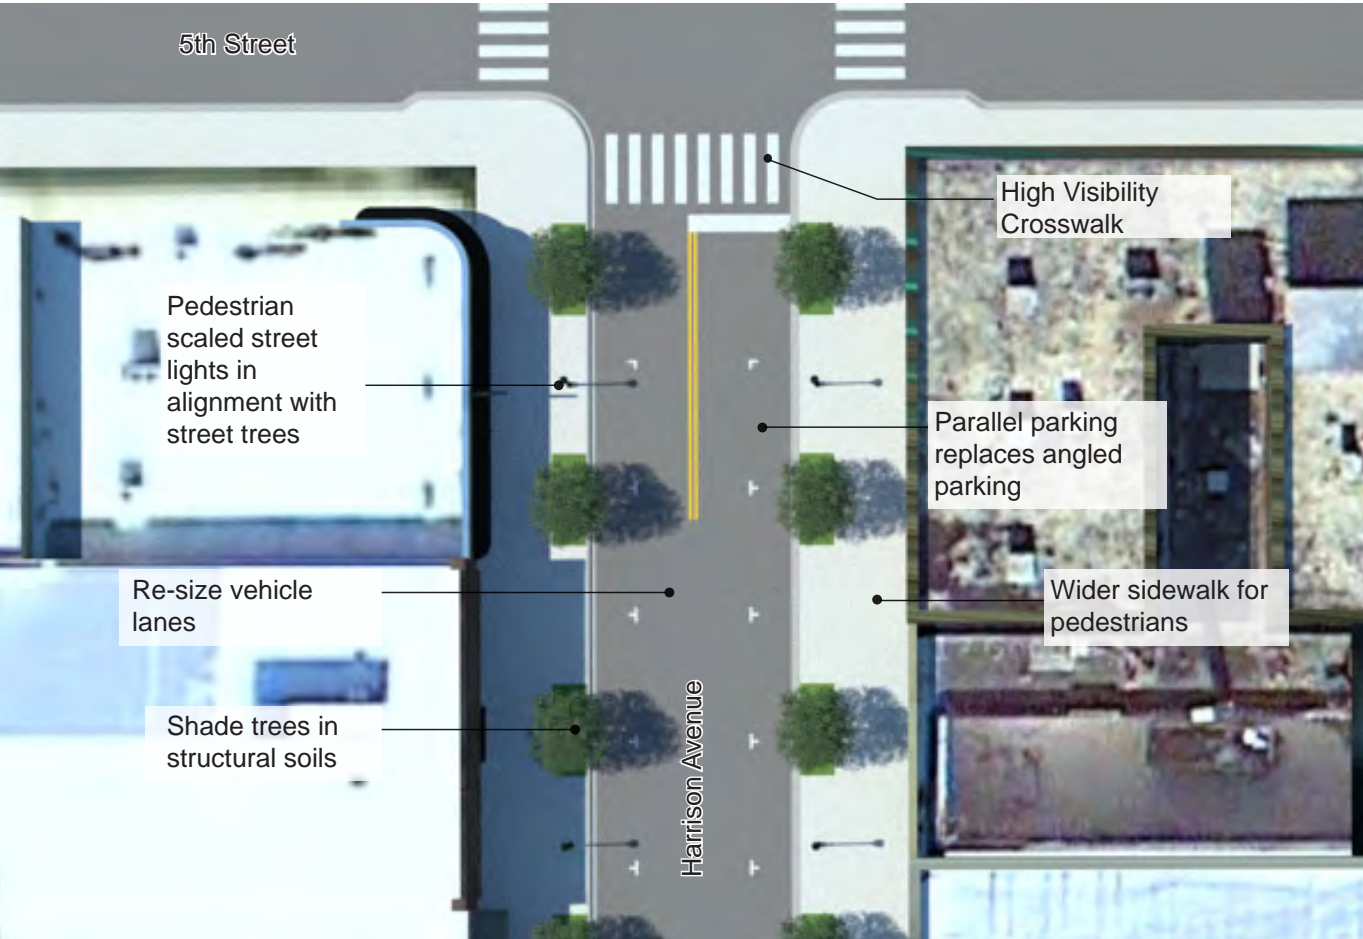 5th Street
High Visibility
Crosswalk
Pedestrian
scaled street
lights in
alignment with
street trees
Parallel parking
replaces angled
parking
Re-size vehicle
lanes
Wider sidewalk for
pedestrians
Shade trees in
structural soils
Harrison Avenue